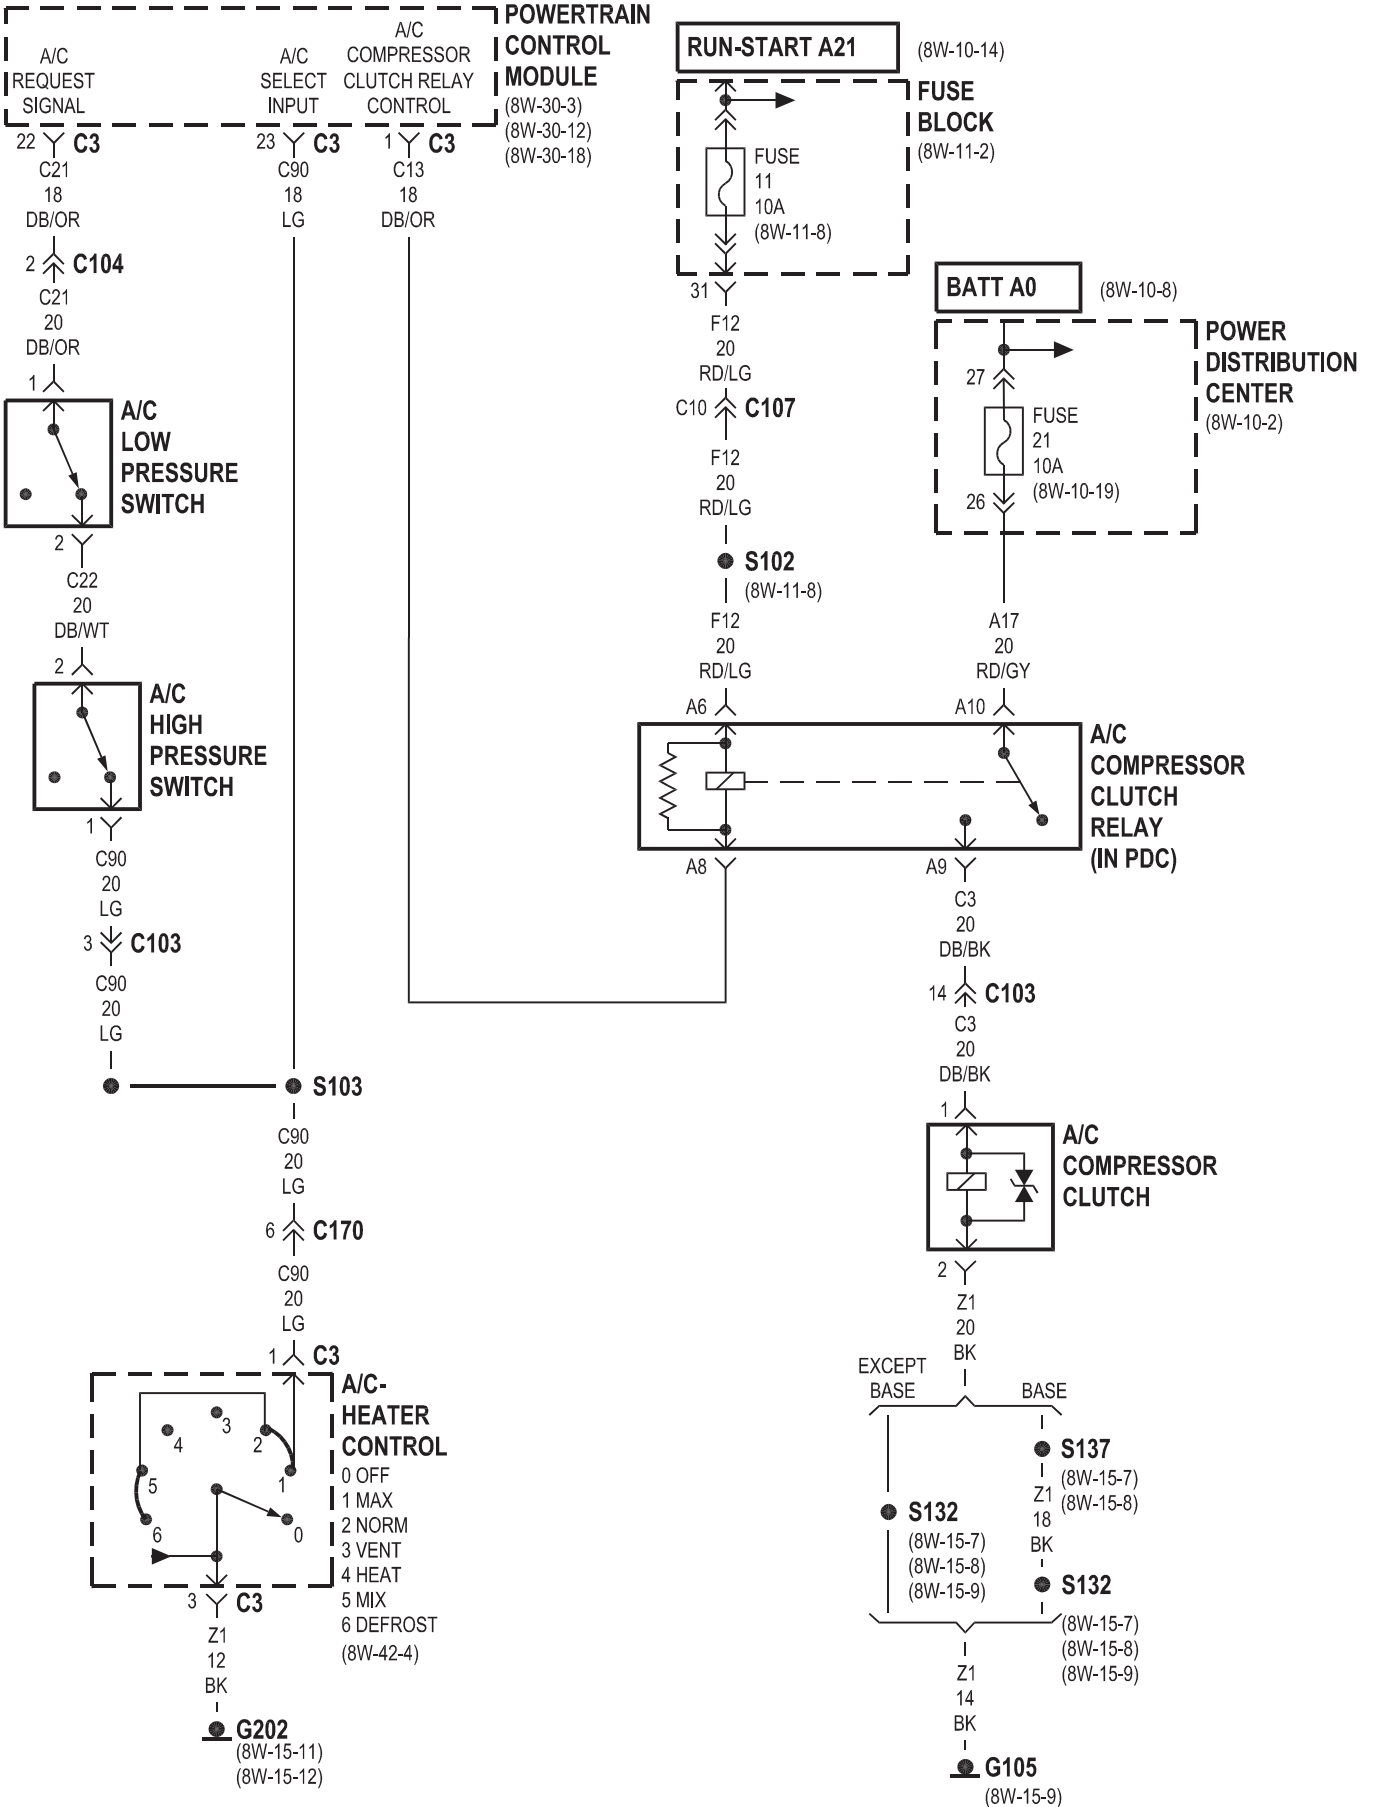 POWERTRAIN
CONTROL
MODULE
(8W-30-3)
(8W-30-12)
(8W-30-18)
A/C
REQUEST
SIGNAL
A/C
SELECT
INPUT
A/C
COMPRESSOR
CLUTCH RELAY
CONTROL
22
C3
23
C3
1
C3
C21
18
DB/OR
C90
18
LG
C13
18
DB/OR
2
C104
C21
20
DB/OR
1
A/C
LOW
PRESSURE
SWITCH
2
C22
20
DB/WT
2
A/C
HIGH
PRESSURE
SWITCH
1
C90
20
LG
3
C103
C90
20
LG
S103
C90
20
LG
6
C170
C90
20
LG
1
C3
A/C-
HEATER
CONTROL
0 OFF
1 MAX
2 NORM
3 VENT
4 HEAT
5 MIX
6 DEFROST
(8W-42-4)
3
4
2
5
1
6
0
3
C3
Z1
12
BK
G202
(8W-15-11)
(8W-15-12)
RUN-START A21
(8W-10-14)
FUSE
BLOCK
(8W-11-2)
FUSE
11
10A
(8W-11-8)
31
F12
20
RD/LG
C10
C107
F12
20
RD/LG
S102
(8W-11-8)
F12
20
RD/LG
A6
BATT A0
(8W-10-8)
POWER
DISTRIBUTION
CENTER
(8W-10-2)
27
FUSE
21
10A
(8W-10-19)
26
A17
20
RD/GY
A10
A/C
COMPRESSOR
CLUTCH
RELAY
(IN PDC)
A8
A9
C3
20
DB/BK
14
C103
C3
20
DB/BK
1
A/C
COMPRESSOR
CLUTCH
2
Z1
20
BK
EXCEPT
BASE
BASE
S137
(8W-15-7)
(8W-15-8)
Z1
18
BK
S132
(8W-15-7)
(8W-15-8)
(8W-15-9)
S132
(8W-15-7)
(8W-15-8)
(8W-15-9)
Z1
14
BK
G105
(8W-15-9)